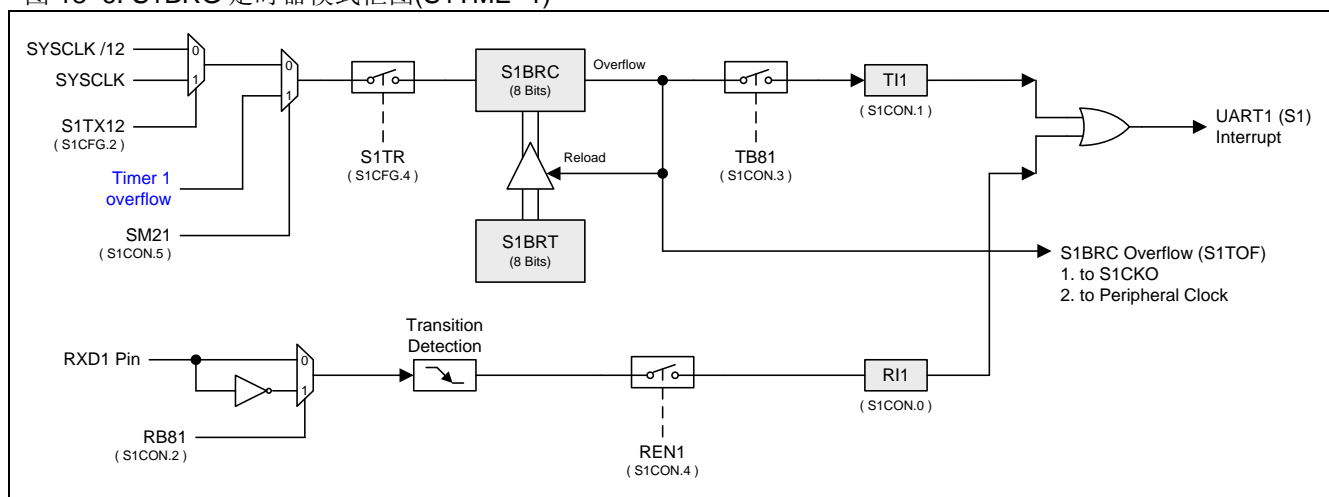 SYSCLK /12
SYSCLK
S1TX12
( S1CFG.2 )
Timer 1
overflow
SM21
( S1CON.5 )
0
1
0
1
S1TR
( S1CFG.4 )
S1BRC
(8 Bits)
Overflow
Reload
S1BRT
(8 Bits)
TB81
( S1CON.3 )
TI1
( S1CON.1 )
UART1 (S1)
Interrupt
S1BRC Overflow (S1TOF)
1. to S1CKO
2. to Peripheral Clock
RXD1 Pin
0
1
RB81
( S1CON.2 )
Transition
Detection
REN1
( S1CON.4 )
RI1
( S1CON.0 )